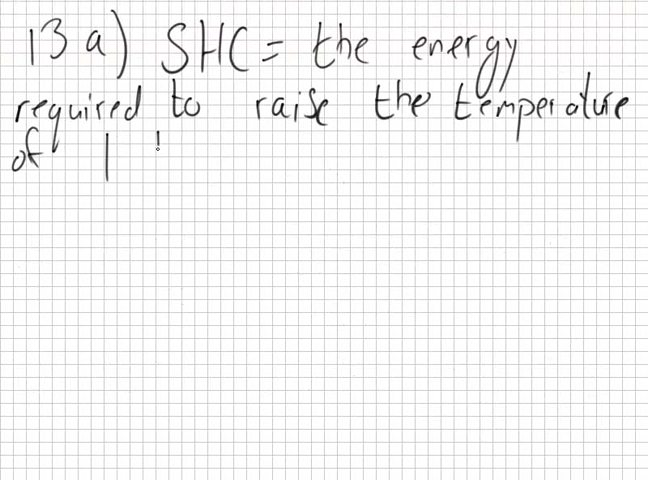 13 a) SHC = the energy
required to raise the temperature
of 1